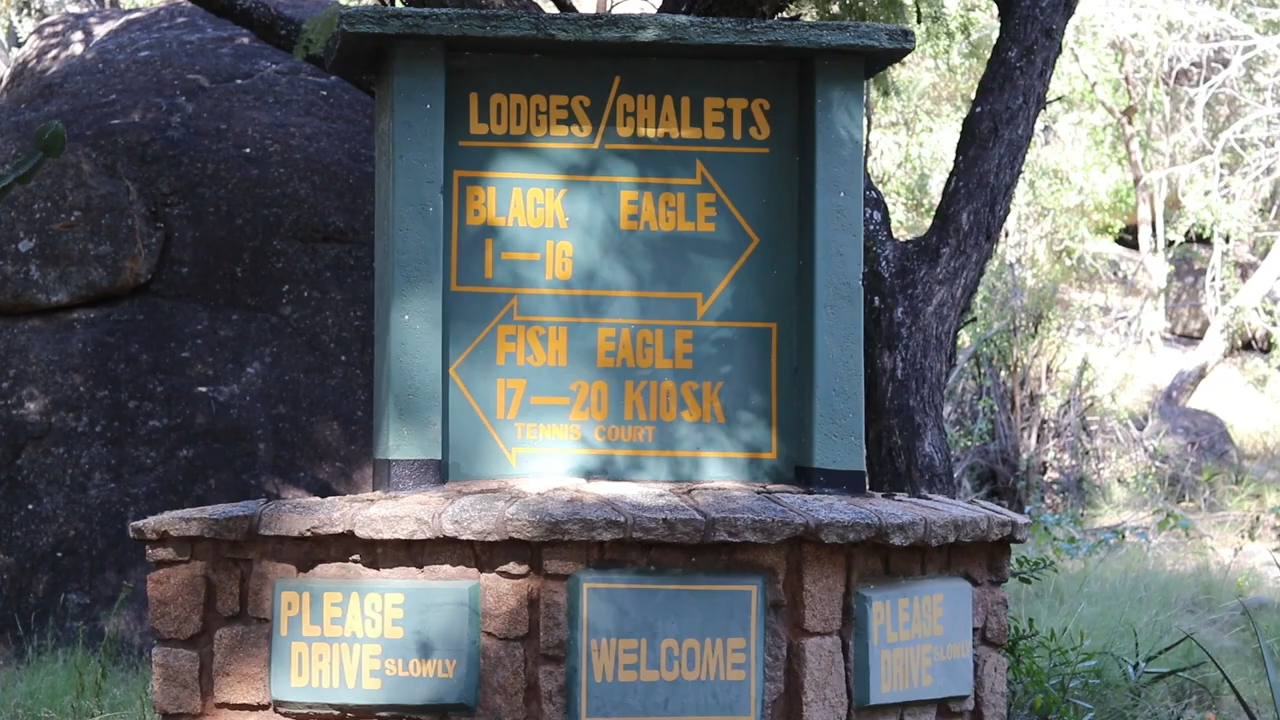 LODGES/CHALETS
BLACK EAGLE
1—16
FISH EAGLE
17—20 KIOSK
TENNIS COURT
PLEASE
DRIVE SLOWLY
WELCOME
PLEASE
DRIVE SLOWLY